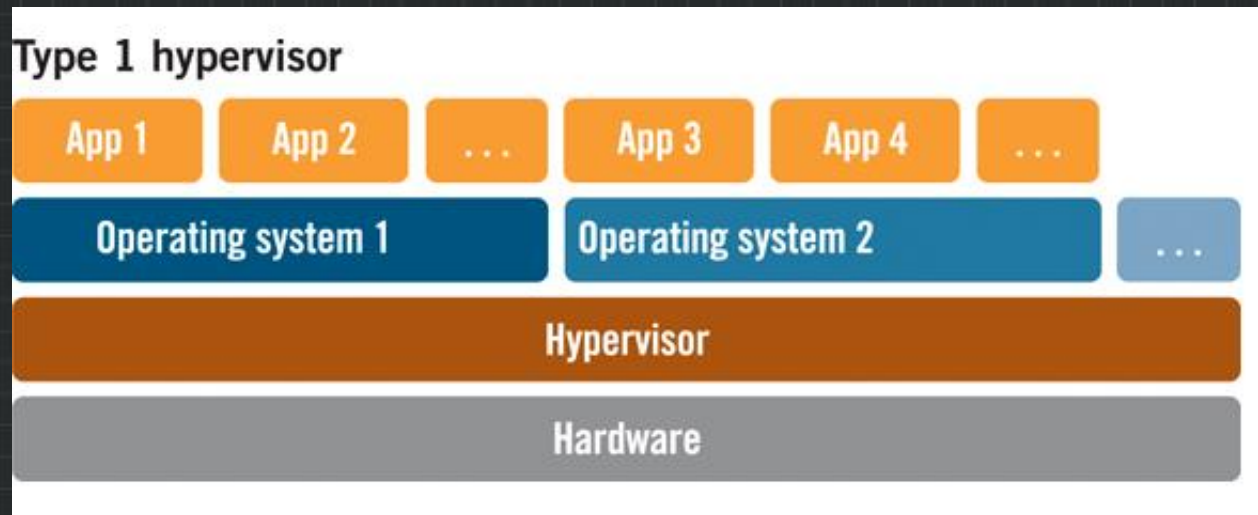 Type 1 hypervisor
App 1 App 2 ... App 3 App 4 ...
Operating system 1 Operating system 2 ...
Hypervisor
Hardware